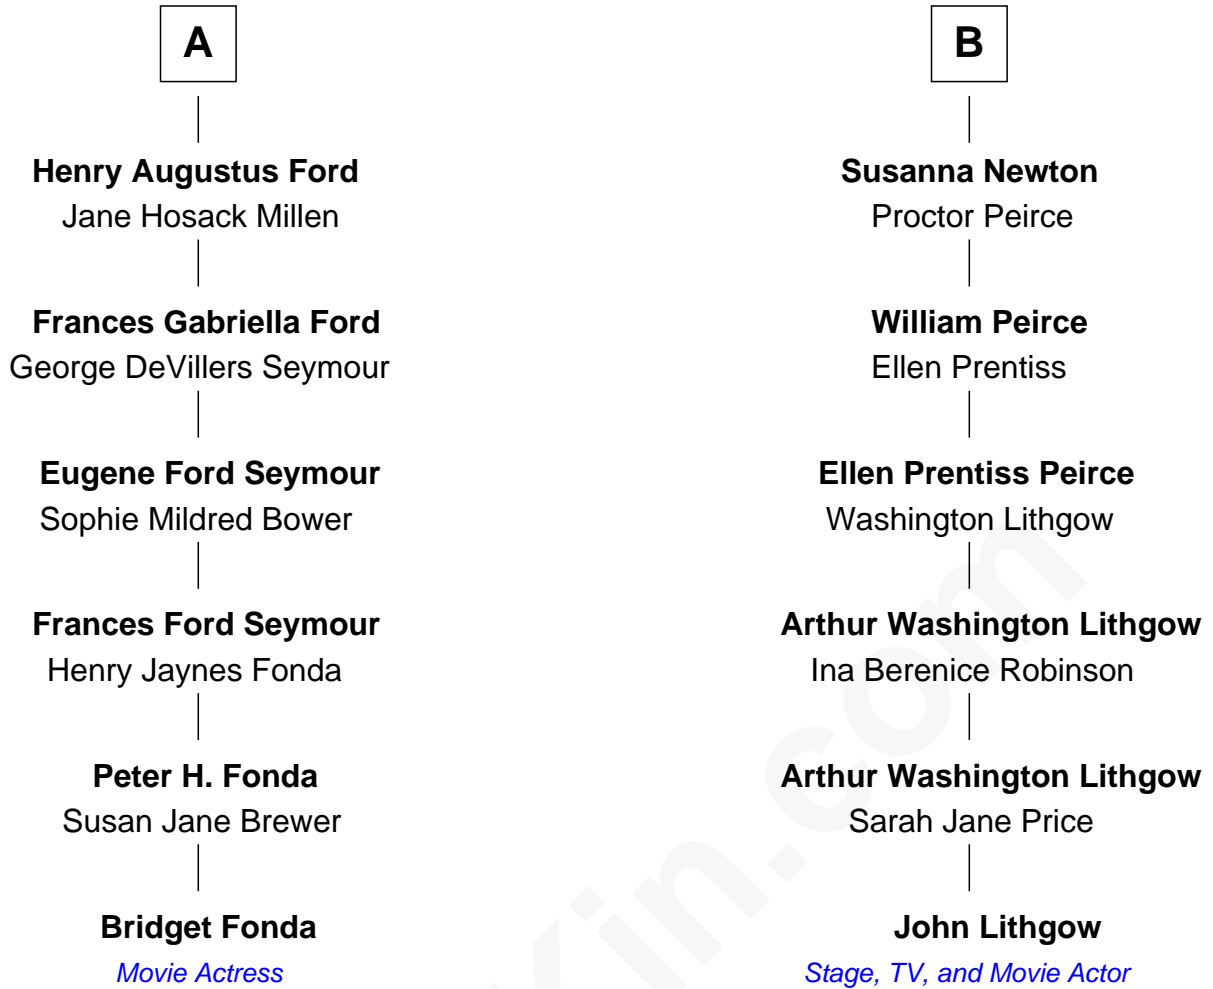 A
B
Henry Augustus Ford
Jane Hosack Millen
Susanna Newton
Proctor Peirce
Frances Gabriella Ford
George DeVillers Seymour
William Peirce
Ellen Prentiss
Eugene Ford Seymour
Sophie Mildred Bower
Ellen Prentiss Peirce
Washington Lithgow
Frances Ford Seymour
Henry Jaynes Fonda
Arthur Washington Lithgow
Ina Berenice Robinson
Peter H. Fonda
Susan Jane Brewer
Arthur Washington Lithgow
Sarah Jane Price
Bridget Fonda
Movie Actress
John Lithgow
Stage, TV, and Movie Actor
Kin.com